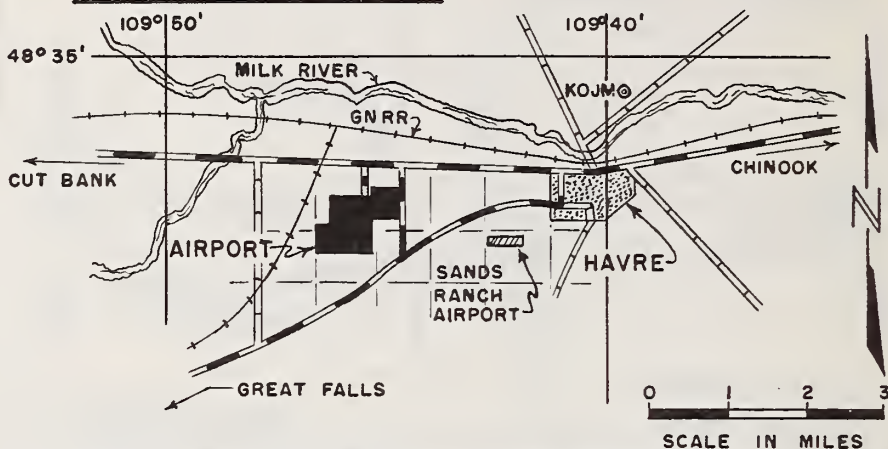 109° 50'
109° 40'
48° 35'
MILK RIVER
KOJM
GNRR
CUT BANK
CHINOOK
AIRPORT
SANDS
RANCH
AIRPORT
HAVRE
N
GREAT FALLS
0 1 2 3
SCALE IN MILES